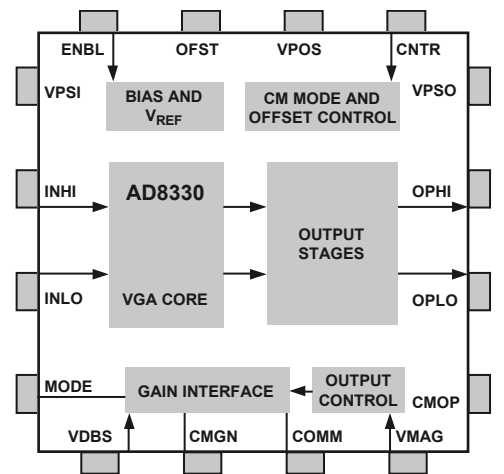 ENBL
OFST
VPOS
CNTR
VPSI
BIAS AND
VREF
CM MODE AND
OFFSET CONTROL
VPSO
INHI
AD8330
OPHI
OUTPUT
STAGES
INLO
VGA CORE
OPLO
MODE
GAIN INTERFACE
OUTPUT
CONTROL
CMOP
VDBS
CMGN
COMM
VMAG